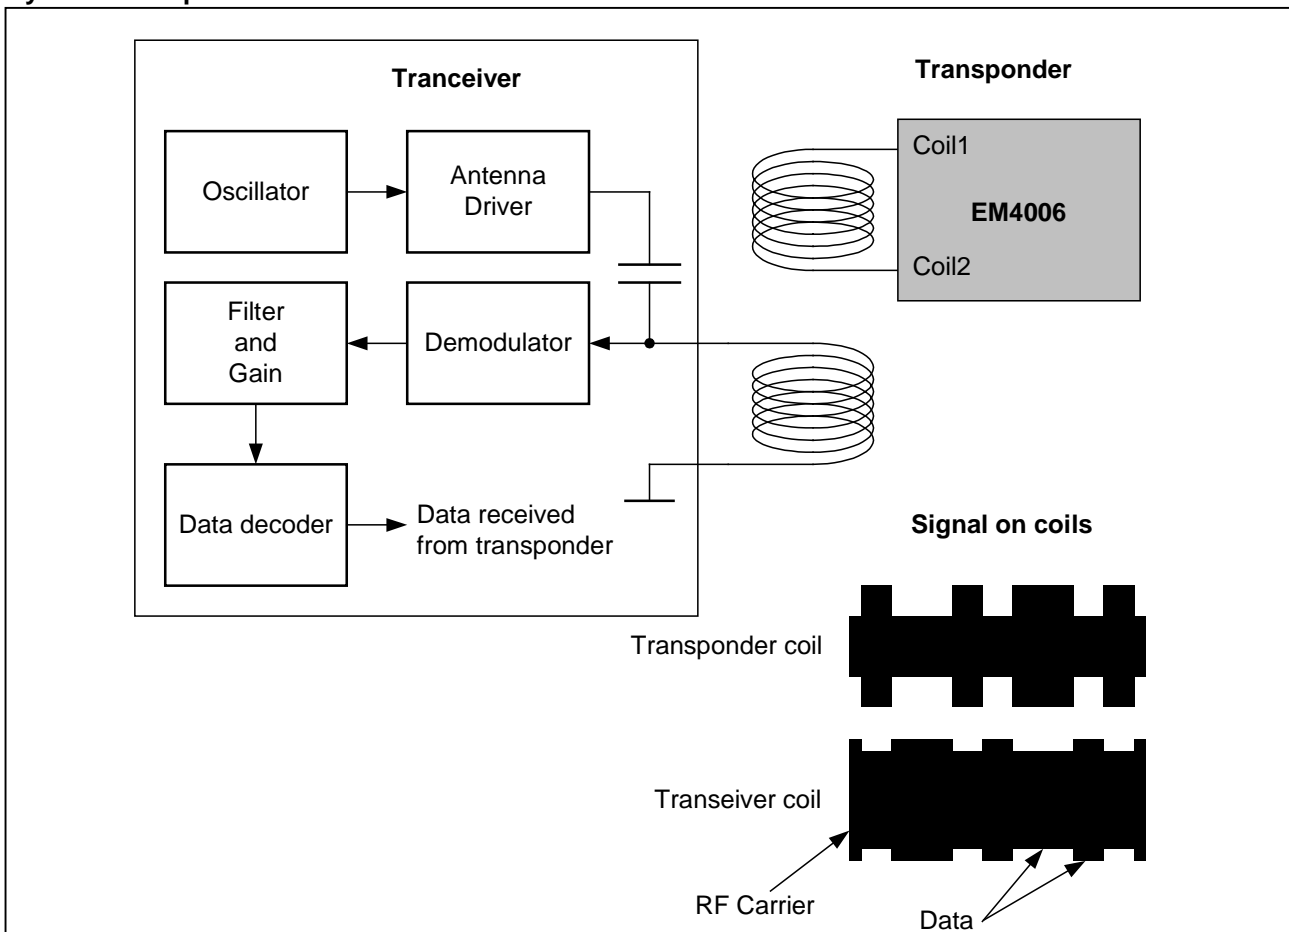 Tranceiver
Transponder
Oscillator
Antenna
Driver
Coil1
EM4006
Coil2
Filter
and
Gain
Demodulator
Data decoder
Data received
from transponder
Signal on coils
Transponder coil
Transeiver coil
RF Carrier
Data